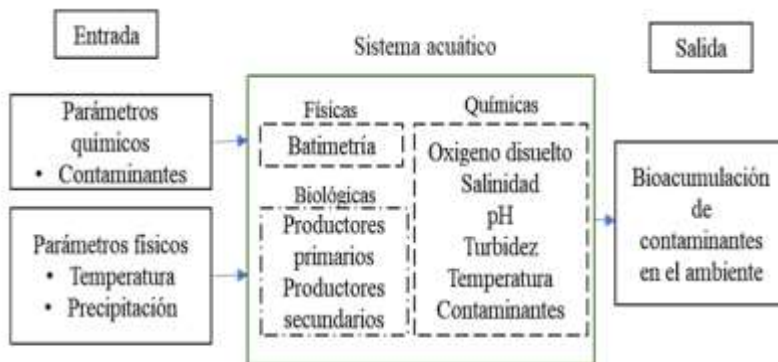 Entrada
Parámetros
químicos
• Contaminantes
Parámetros físicos
• Temperatura
• Precipitación
Sistema acuático
Físicas
Batimetría
Biológicas
Productores
primarios
Productores
secundarios
Químicas
Oxigeno disuelto
Salinidad
pH
Turbidez
Temperatura
Contaminantes
Salida
Bioacumulación
de
contaminantes
en el ambiente